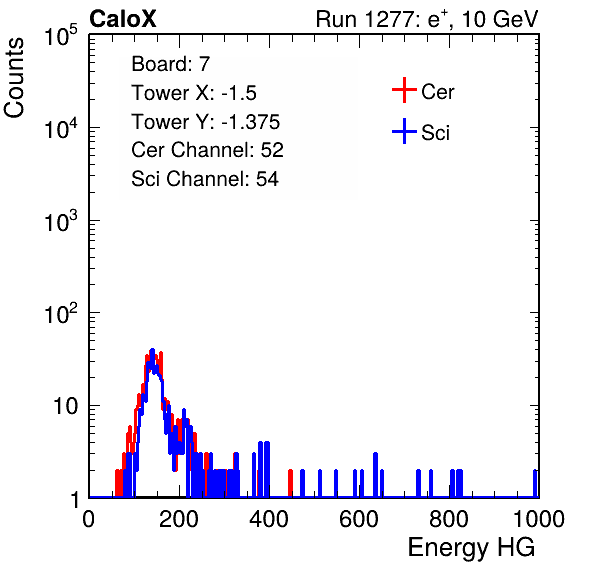 CaloX Run 1277: e⁺, 10 GeV
Counts
Board: 7
Tower X: -1.5
Tower Y: -1.375
Cer Channel: 52
Sci Channel: 54
Cer
Sci
10⁵
10⁴
10³
10²
10
1
0 200 400 600 800 1000
Energy HG